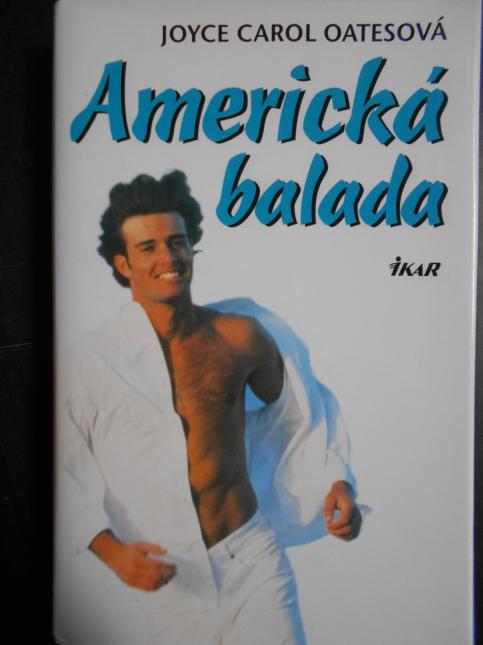 JOYCE CAROL OATESOVÁ
Americká
balada
IKAR